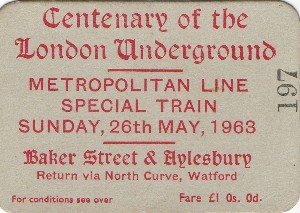 Centenary of the
London Underground
METROPOLITAN LINE
SPECIAL TRAIN
SUNDAY, 26th MAY, 1963
197
Baker Street & Aylesbury
Return via North Curve, Watford
For conditions see over Fare £1 0s. 0d.